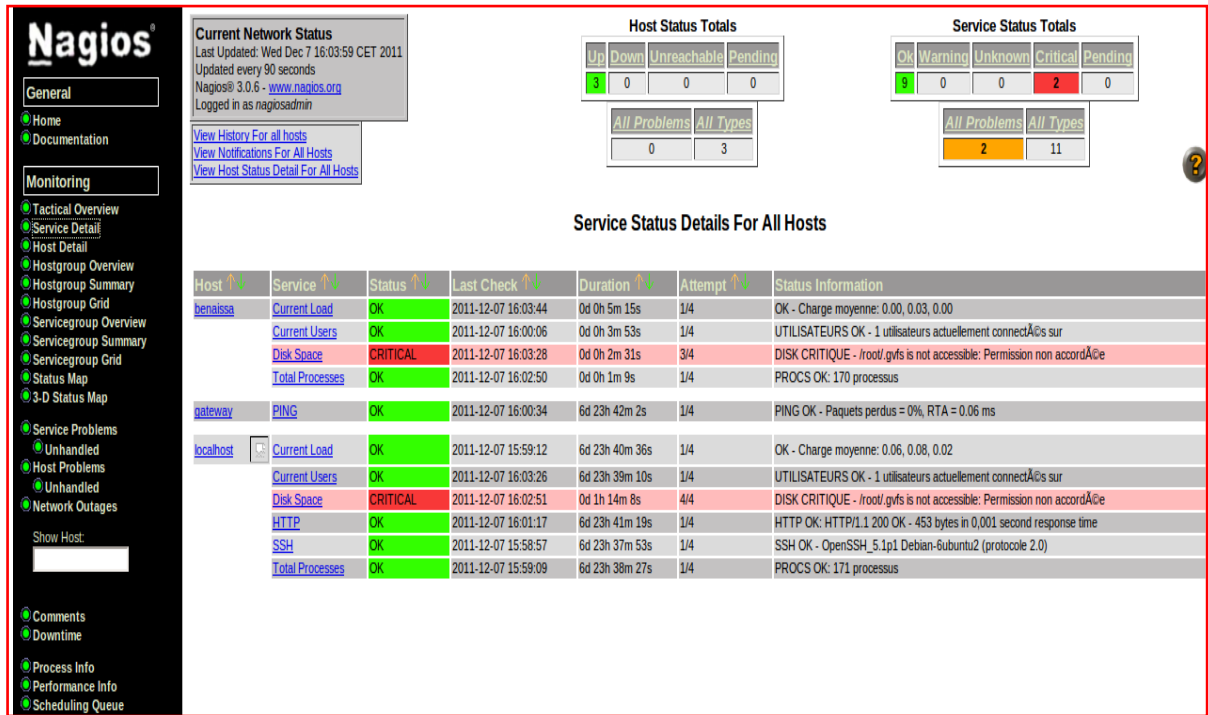 Nagios®
General
Home
Documentation
Monitoring
Tactical Overview
Service Detail
Host Detail
Hostgroup Overview
Hostgroup Summary
Hostgroup Grid
Servicegroup Overview
Servicegroup Summary
Servicegroup Grid
Status Map
3-D Status Map
Service Problems
Unhandled
Host Problems
Unhandled
Network Outages
Show Host:
Comments
Downtime
Process Info
Performance Info
Scheduling Queue
Current Network Status
Last Updated: Wed Dec 7 16:03:59 CET 2011
Updated every 90 seconds
Nagios® 3.0.6 - www.nagios.org
Logged in as nagiosadmin
View History For all hosts
View Notifications For All Hosts
View Host Status Detail For All Hosts
Host Status Totals
Up Down Unreachable Pending
3 0 0 0
All Problems All Types
0 3
Service Status Totals
Ok Warning Unknown Critical Pending
9 0 0 2 0
All Problems All Types
2 11
?
Service Status Details For All Hosts
Host Service Status Last Check Duration Attempt Status Information
benaissa Current Load OK 2011-12-07 16:03:44 0d 0h 5m 15s 1/4 OK - Charge moyenne: 0.00, 0.03, 0.00
Current Users OK 2011-12-07 16:00:06 0d 0h 3m 53s 1/4 UTILISATEURS OK - 1 utilisateurs actuellement connectÃ©s sur
Disk Space CRITICAL 2011-12-07 16:03:28 0d 0h 2m 31s 3/4 DISK CRITIQUE - /root/.gvfs is not accessible: Permission non accordÃ©e
Total Processes OK 2011-12-07 16:02:50 0d 0h 1m 9s 1/4 PROCS OK: 170 processus
gateway PING OK 2011-12-07 16:00:34 6d 23h 42m 2s 1/4 PING OK - Paquets perdus = 0%, RTA = 0.06 ms
localhost Current Load OK 2011-12-07 15:59:12 6d 23h 40m 36s 1/4 OK - Charge moyenne: 0.06, 0.08, 0.02
Current Users OK 2011-12-07 16:03:26 6d 23h 39m 10s 1/4 UTILISATEURS OK - 1 utilisateurs actuellement connectÃ©s sur
Disk Space CRITICAL 2011-12-07 16:02:51 0d 1h 14m 8s 4/4 DISK CRITIQUE - /root/.gvfs is not accessible: Permission non accordÃ©e
HTTP OK 2011-12-07 16:01:17 6d 23h 41m 19s 1/4 HTTP OK: HTTP/1.1 200 OK - 453 bytes in 0,001 second response time
SSH OK 2011-12-07 15:58:57 6d 23h 37m 53s 1/4 SSH OK - OpenSSH_5.1p1 Debian-6ubuntu2 (protocole 2.0)
Total Processes OK 2011-12-07 15:59:09 6d 23h 38m 27s 1/4 PROCS OK: 171 processus